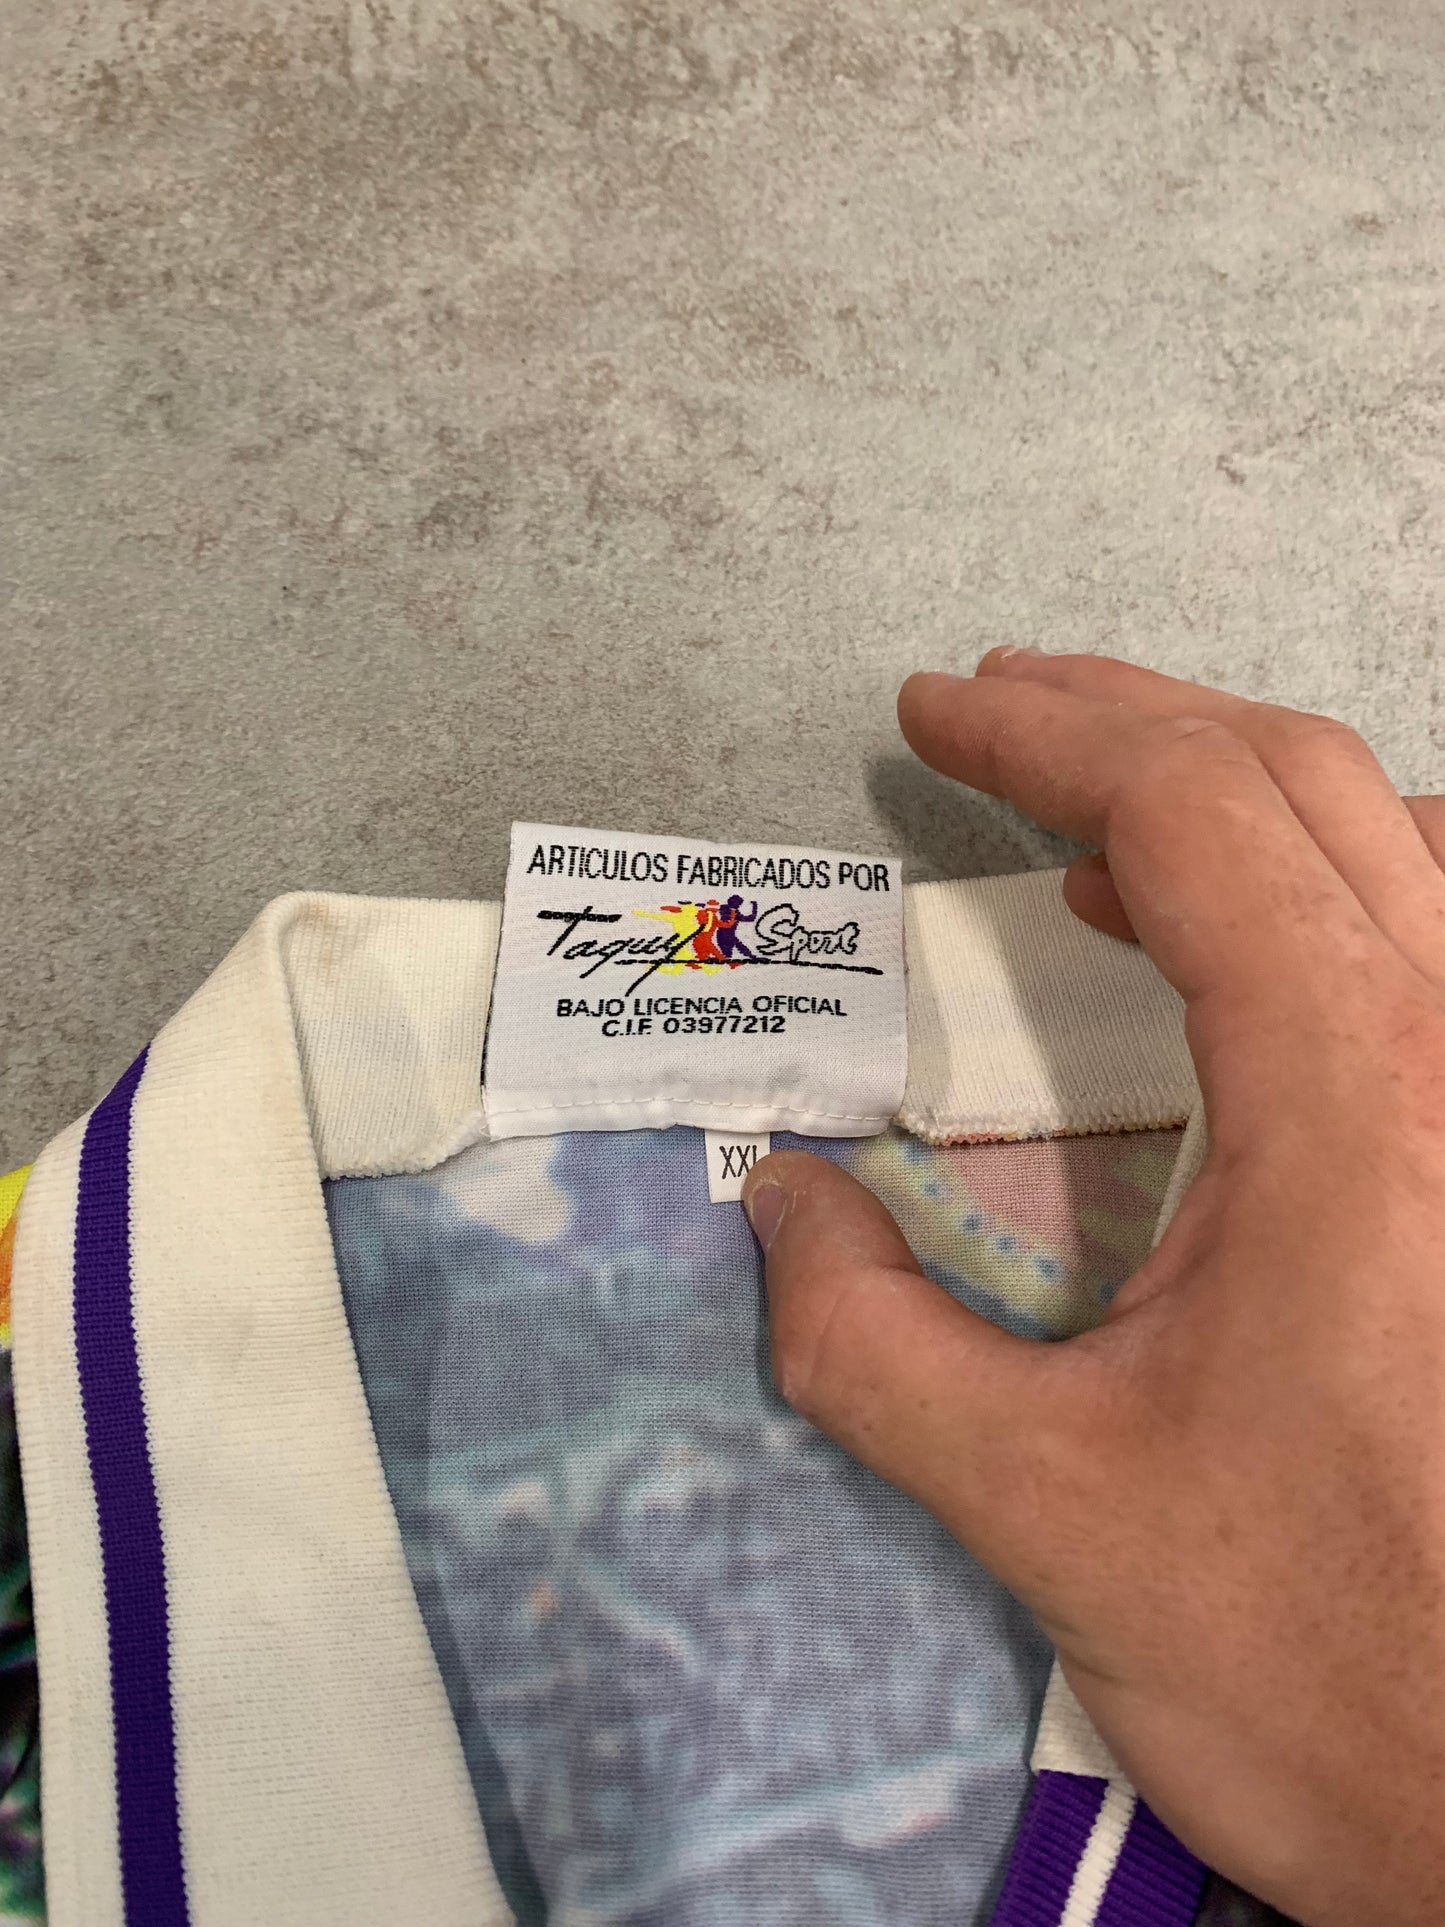 ARTICULOS FABRICADOS POR
Taquy Sport
BAJO LICENCIA OFICIAL
C.I.F. 03977212
XXL